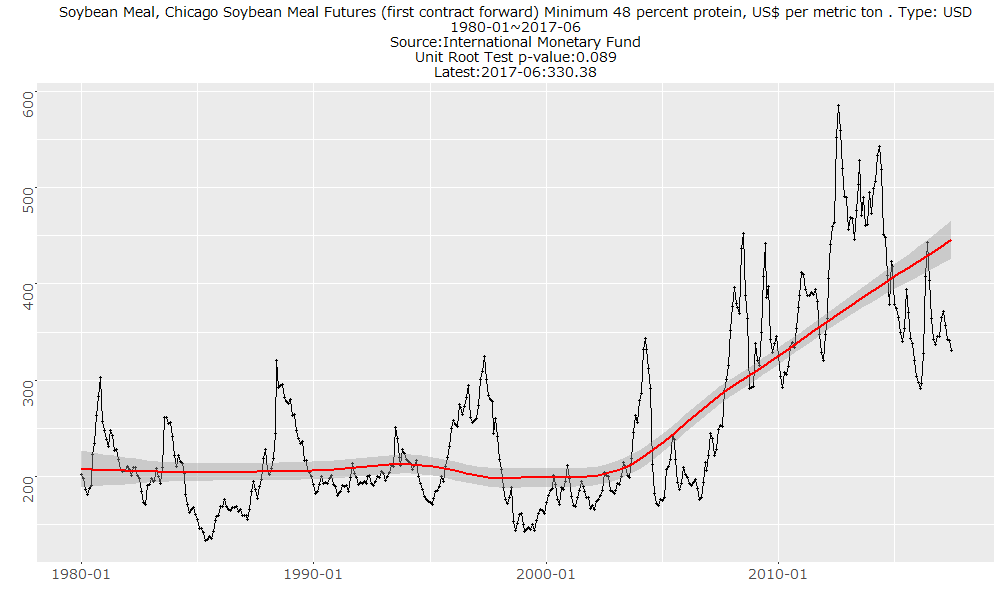 Soybean Meal, Chicago Soybean Meal Futures (first contract forward) Minimum 48 percent protein, US$ per metric ton . Type: USD
1980-01~2017-06
Source:International Monetary Fund
Unit Root Test p-value:0.089
Latest:2017-06:330.38
600
500
400
300
200
1980-01
1990-01
2000-01
2010-01